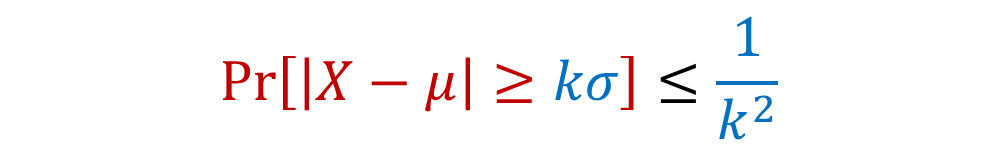 Pr[|X − μ| ≥ kσ] ≤ 1/k²